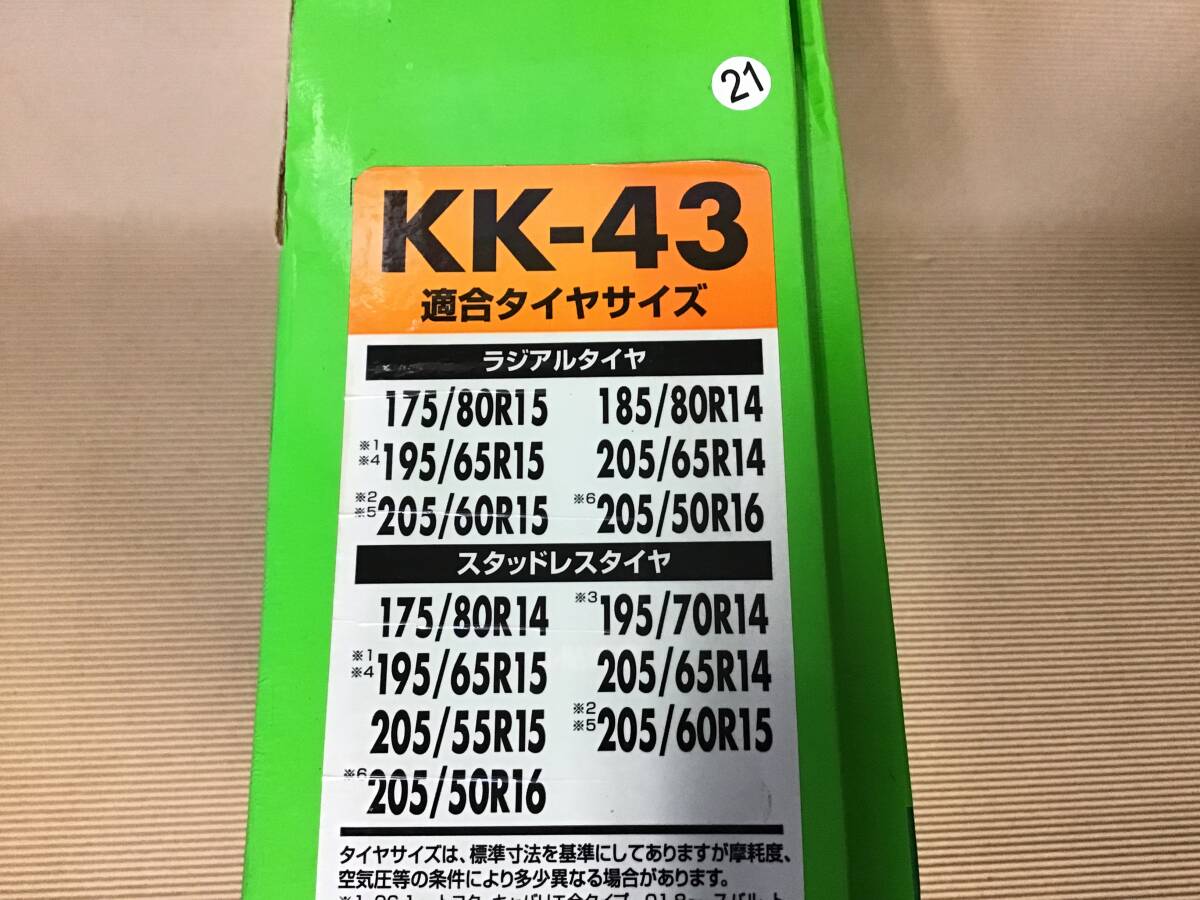 21
KK-43
適合タイヤサイズ
ラジアルタイヤ
175/80R15 185/80R14
※1 ※4 195/65R15 205/65R14
※2 ※5 205/60R15 ※6 205/50R16
スタッドレスタイヤ
175/80R14 ※3 195/70R14
※1 ※4 195/65R15 205/65R14
205/55R15 ※2 ※5 205/60R15
※6 205/50R16
タイヤサイズは、標準寸法を基準にしてありますが摩耗度、
空気圧等の条件により多少異なる場合があります。